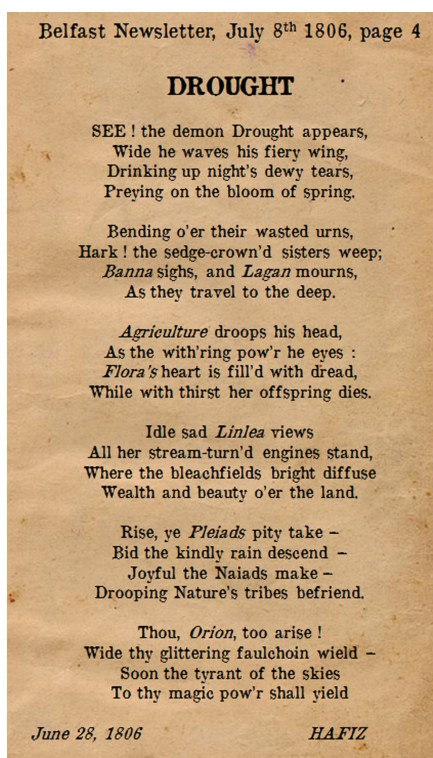 Belfast Newsletter, July 8th 1806, page 4
DROUGHT
SEE ! the demon Drought appears,
Wide he waves his fiery wing,
Drinking up night's dewy tears,
Preying on the bloom of spring.
Bending o'er their wasted urns,
Hark ! the sedge-crown'd sisters weep;
Banna sighs, and Lagan mourns,
As they travel to the deep.
Agriculture droops his head,
As the with'ring pow'r he eyes :
Flora's heart is fill'd with dread,
While with thirst her offspring dies.
Idle sad Linlea views
All her stream-turn'd engines stand,
Where the bleachfields bright diffuse
Wealth and beauty o'er the land.
Rise, ye Pleiads pity take –
Bid the kindly rain descend –
Joyful the Naiads make –
Drooping Nature's tribes befriend.
Thou, Orion, too arise !
Wide thy glittering faulchoin wield –
Soon the tyrant of the skies
To thy magic pow'r shall yield
June 28, 1806 HAFIZ